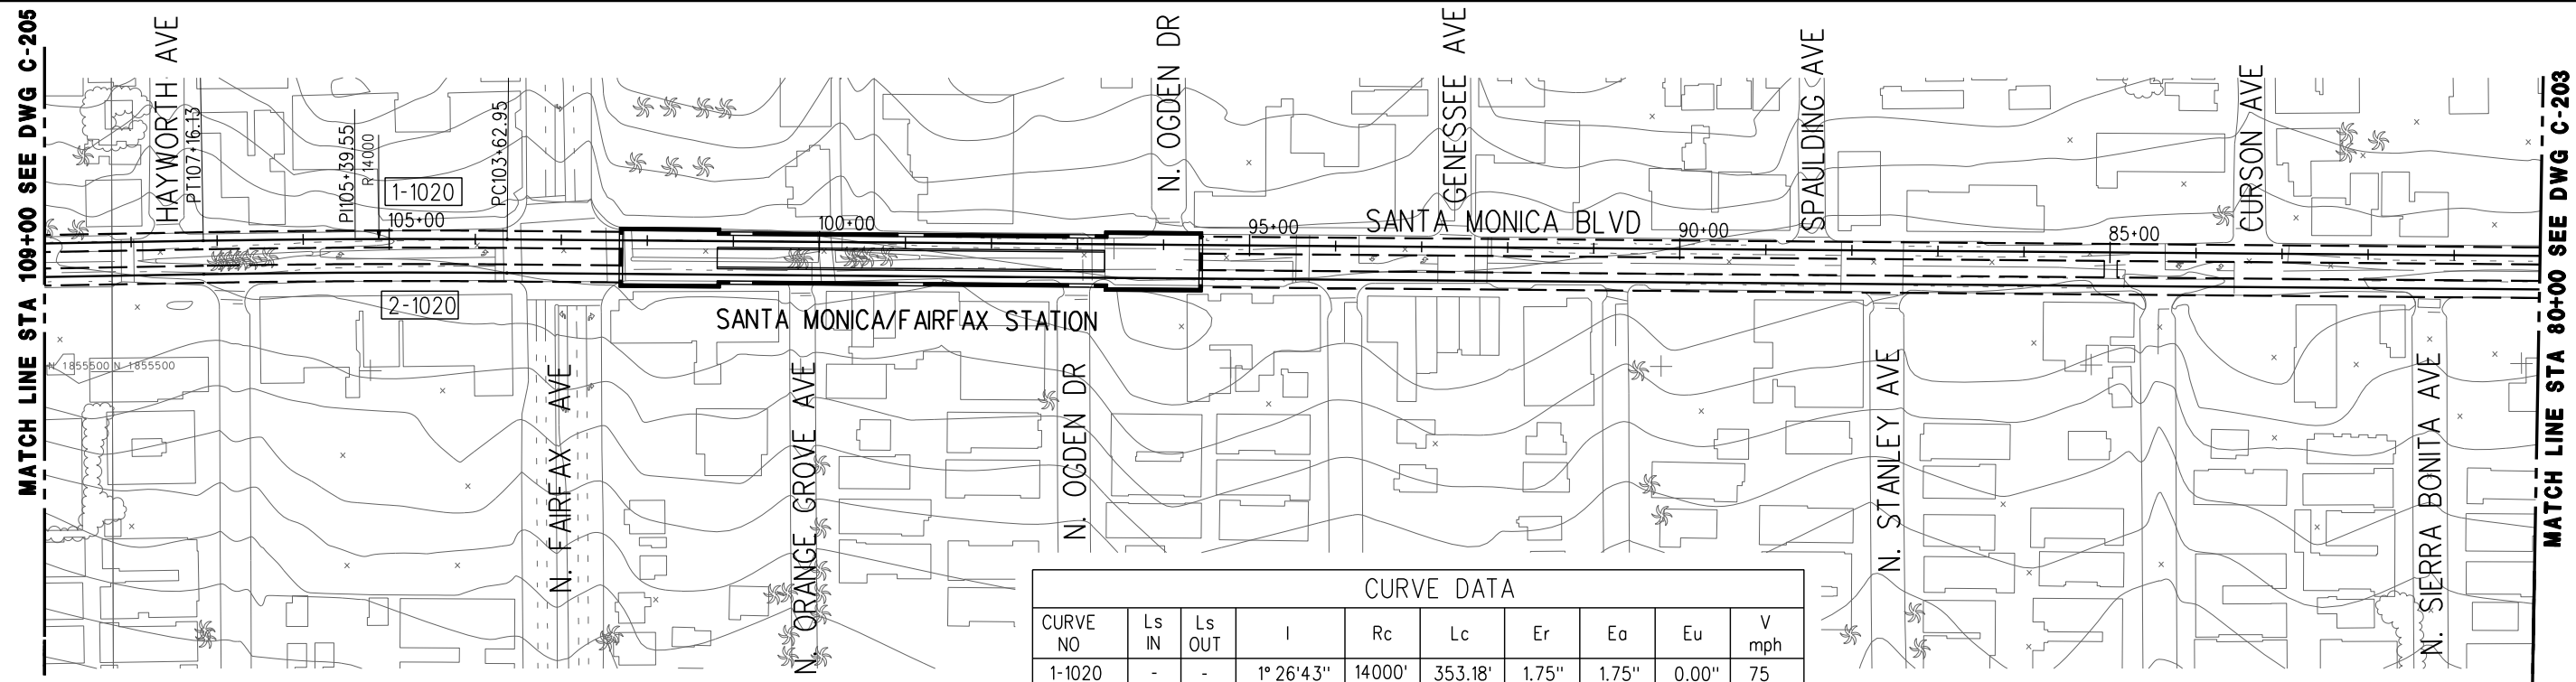 MATCH LINE STA 109+00 SEE DWG C-205
HAYWORTH AVE
PT107+16.13
PI105+39.55
R 14000
1-1020
105+00
PC103+62.95
100+00
N. OGDEN DR
95+00
GENESSEE AVE
SANTA MONICA BLVD
90+00
SPAULDING AVE
85+00
CURSON AVE
MATCH LINE STA 80+00 SEE DWG C-203
2-1020
SANTA MONICA/FAIRFAX STATION
N 1855500 N 1855500
N. FAIRFAX AVE
N. ORANGE GROVE AVE
N. OGDEN DR
N. STANLEY AVE
N. SIERRA BONITA AVE
CURVE DATA
CURVE NO Ls IN Ls OUT I Rc Lc Er Ea Eu V mph
1-1020 - - 1°26'43" 14000' 353.18' 1.75" 1.75" 0.00" 75